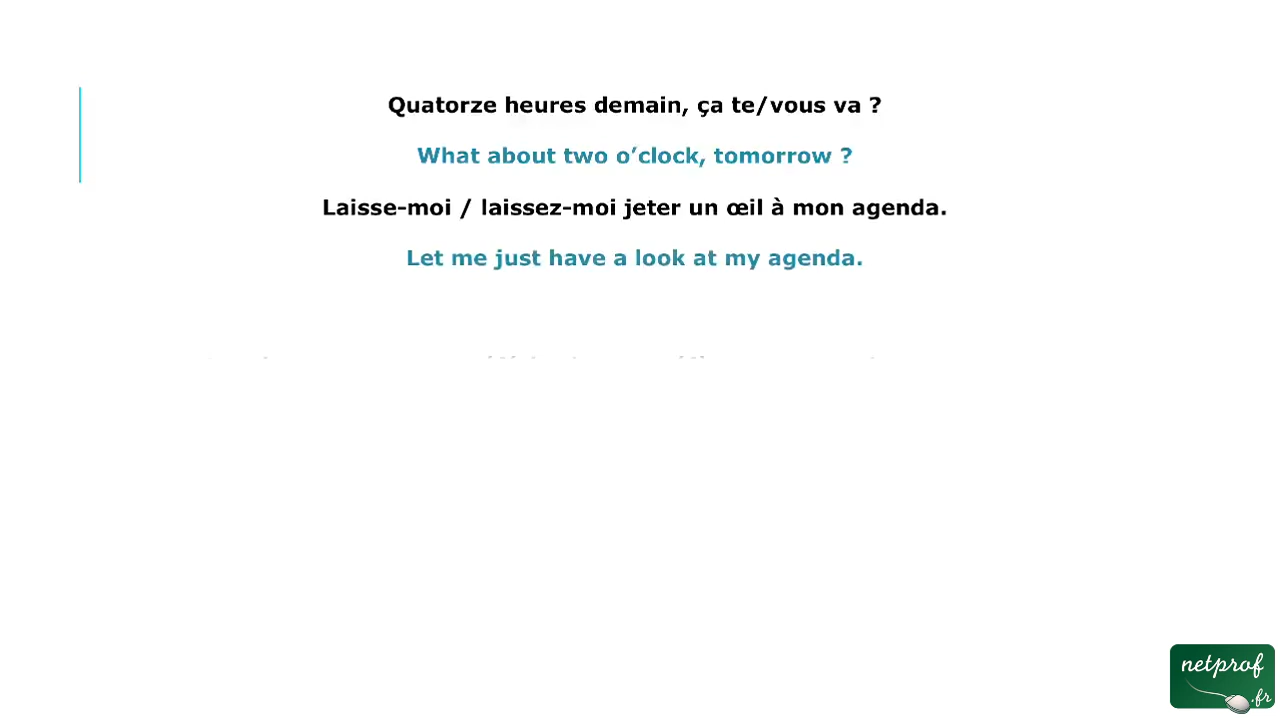 Quatorze heures demain, ça te/vous va ?
What about two o’clock, tomorrow ?
Laisse-moi / laissez-moi jeter un œil à mon agenda.
Let me just have a look at my agenda.
netprof
.fr